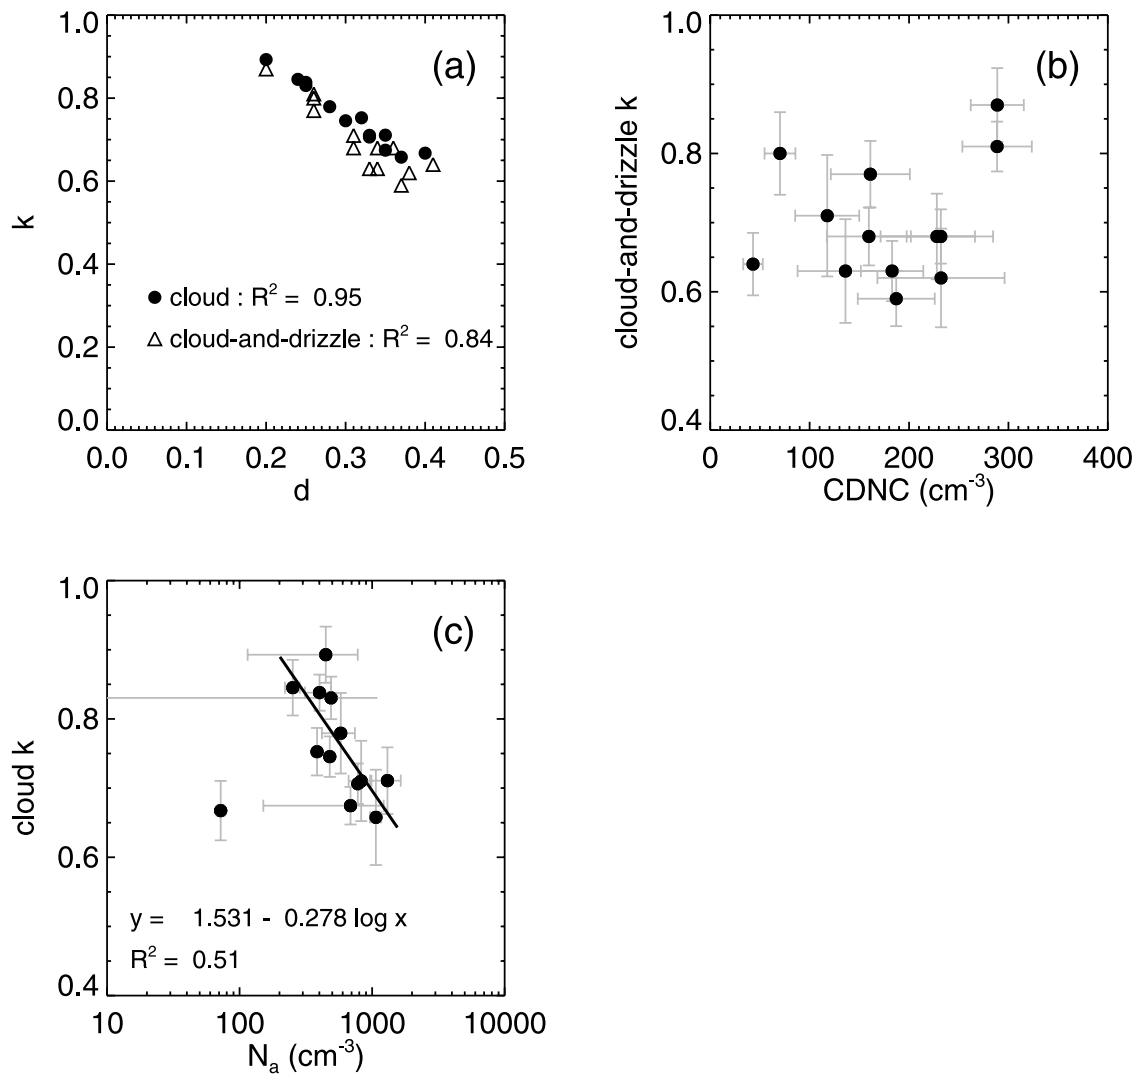 (a)
1.0
0.8
0.6
0.4
0.2
0.0
k
● cloud : R² = 0.95
△ cloud-and-drizzle : R² = 0.84
0.0 0.1 0.2 0.3 0.4 0.5
d
(b)
1.0
0.8
0.6
0.4
cloud-and-drizzle k
0 100 200 300 400
CDNC (cm⁻³)
(c)
1.0
0.8
0.6
0.4
cloud k
y = 1.531 - 0.278 log x
R² = 0.51
10 100 1000 10000
Nₐ (cm⁻³)